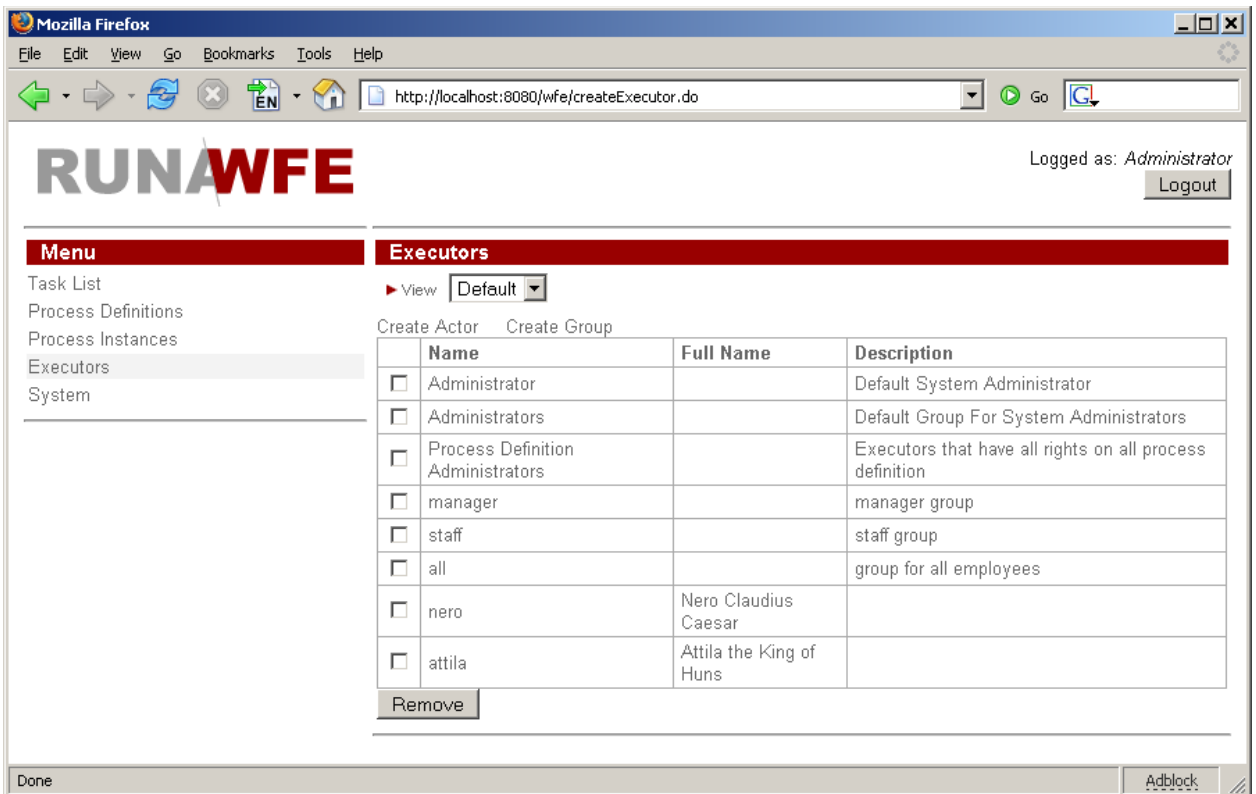 Mozilla Firefox
File Edit View Go Bookmarks Tools Help
EN http://localhost:8080/wfe/createExecutor.do Go G
RUNAWFE
Logged as: Administrator
Logout
Menu
Task List
Process Definitions
Process Instances
Executors
System
Executors
View Default
Create Actor Create Group
Name Full Name Description
Administrator Default System Administrator
Administrators Default Group For System Administrators
Process Definition
Administrators
Executors that have all rights on all process
definition
manager manager group
staff staff group
all group for all employees
nero
Nero Claudius
Caesar
attila
Attila the King of
Huns
Remove
Done Adblock